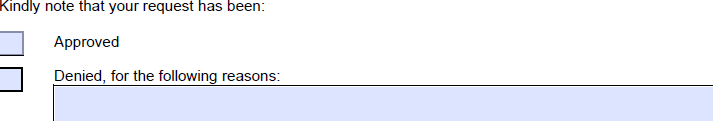 Kindly note that your request has been:
Approved
Denied, for the following reasons: